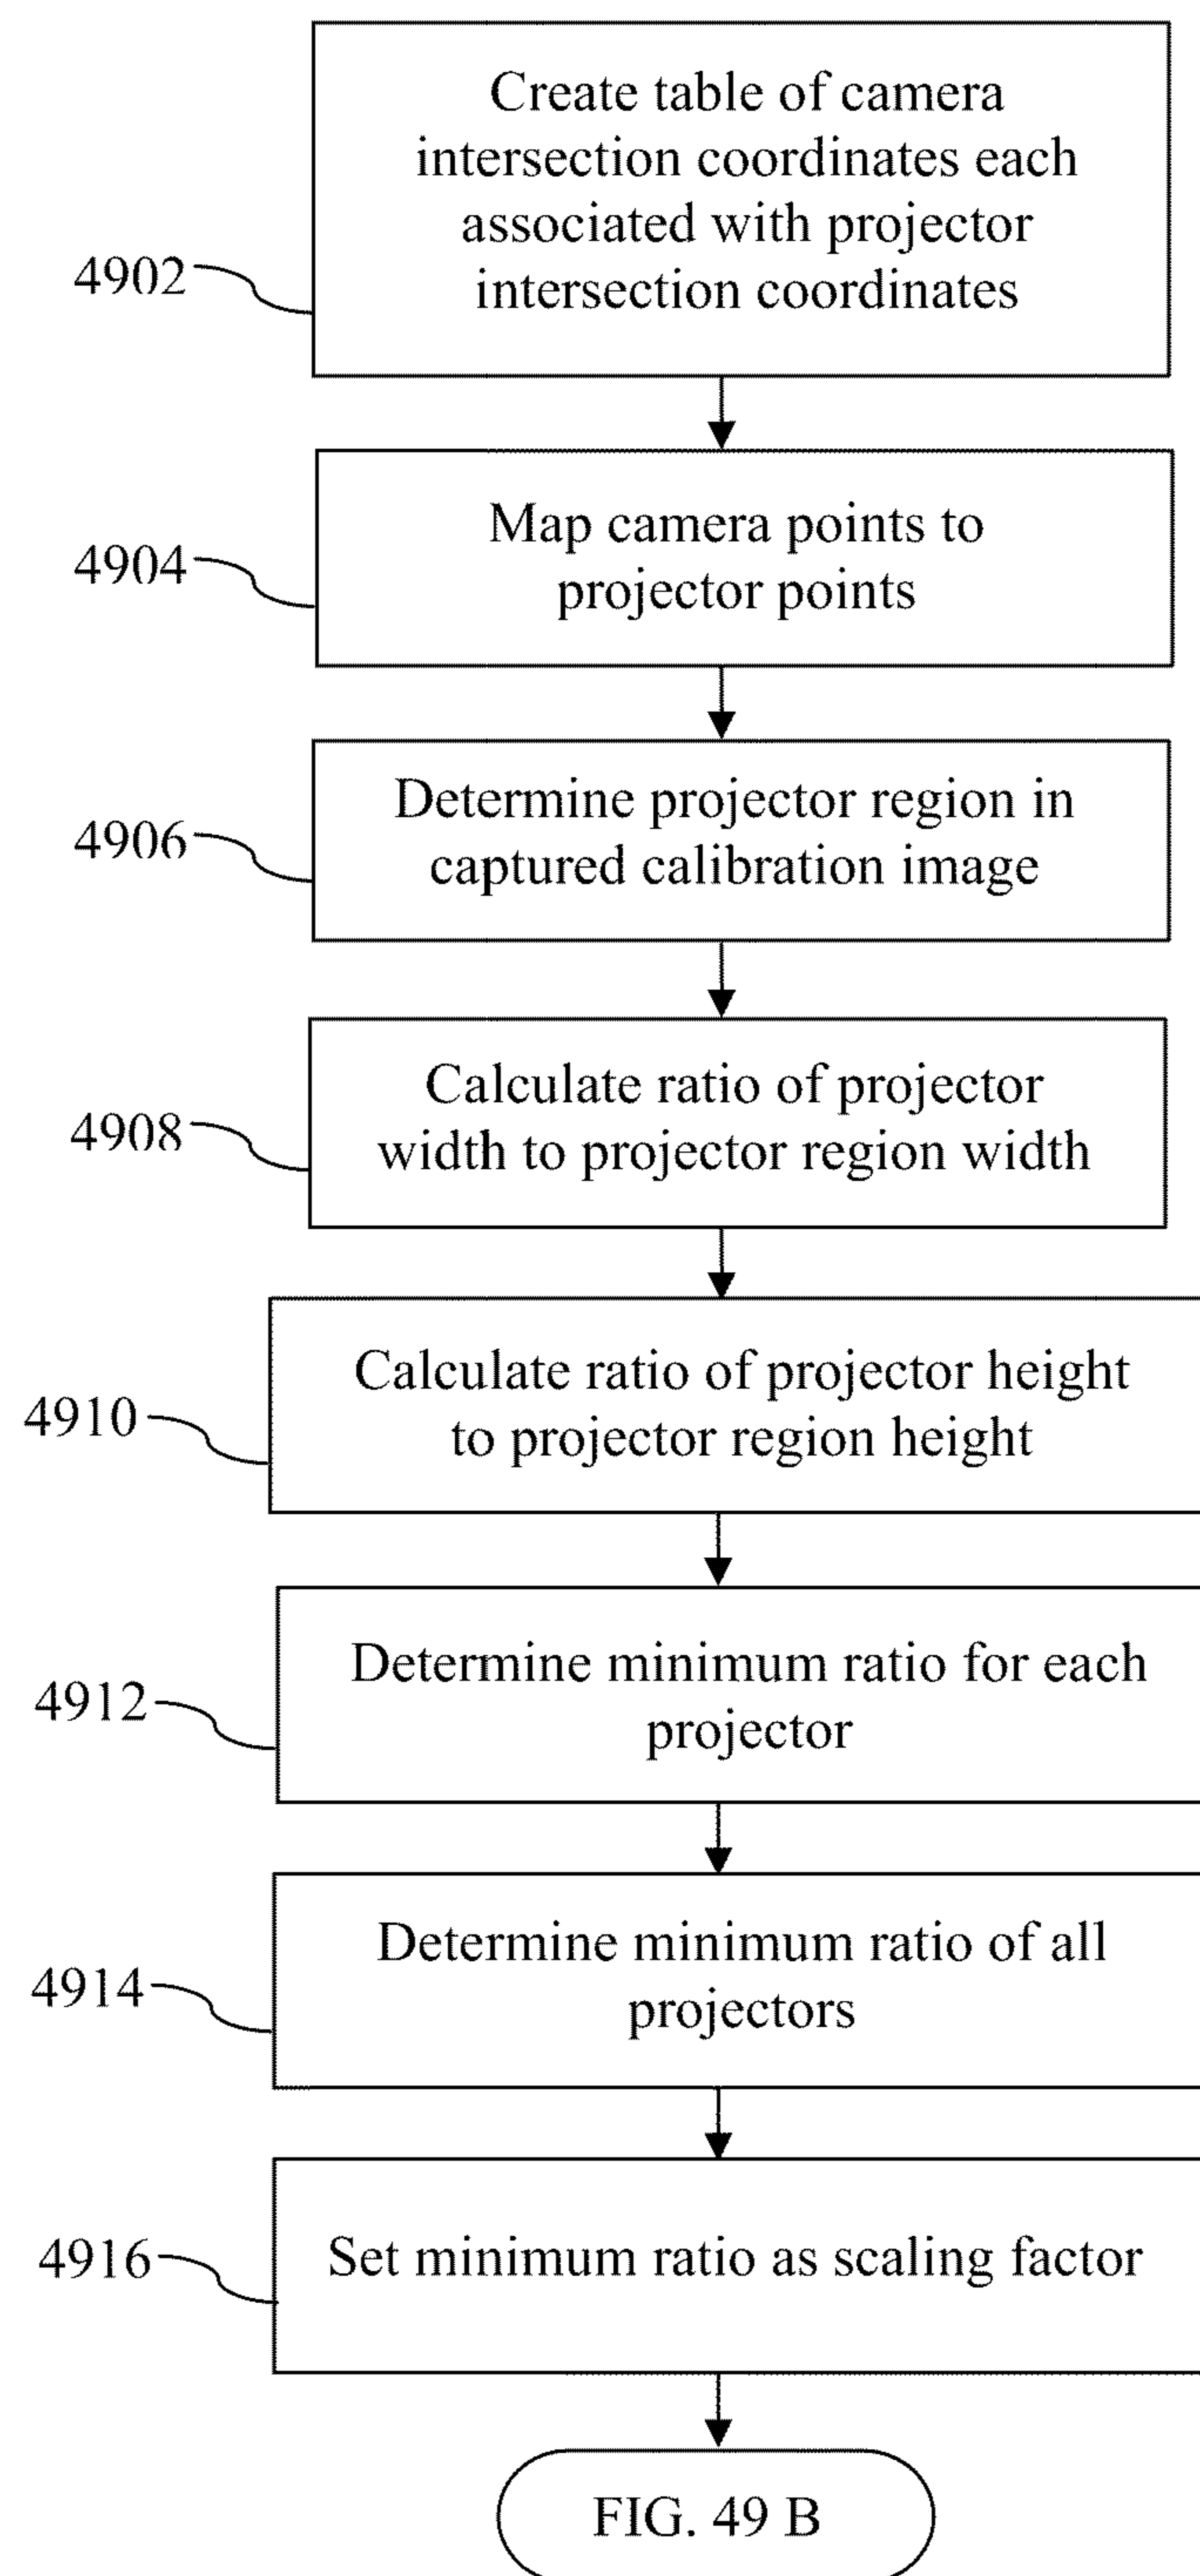 Create table of camera
intersection coordinates each
associated with projector
intersection coordinates
4902
Map camera points to
projector points
4904
Determine projector region in
captured calibration image
4906
Calculate ratio of projector
width to projector region width
4908
Calculate ratio of projector height
to projector region height
4910
Determine minimum ratio for each
projector
4912
Determine minimum ratio of all
projectors
4914
Set minimum ratio as scaling factor
4916
FIG. 49 B